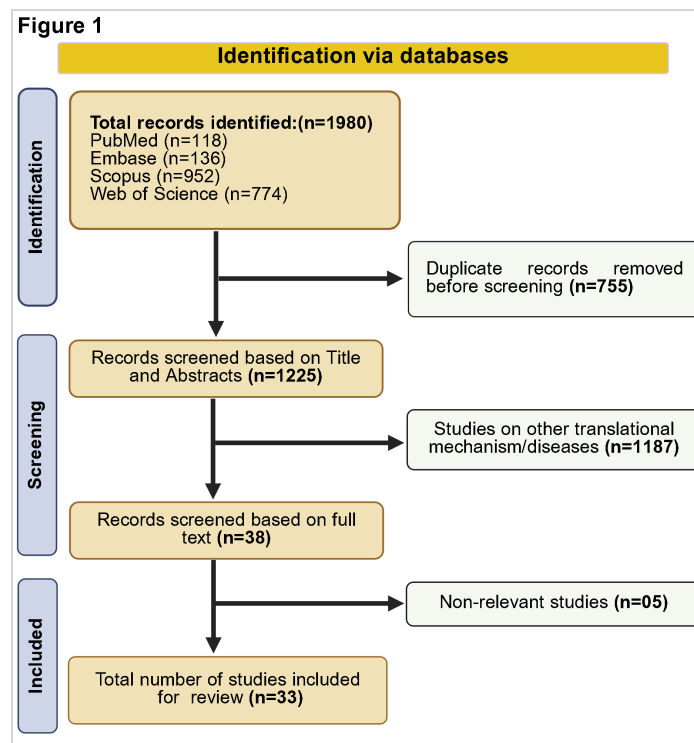 Figure 1
Identification via databases
Identification
Total records identified:(n=1980)
PubMed (n=118)
Embase (n=136)
Scopus (n=952)
Web of Science (n=774)
Duplicate records removed
before screening (n=755)
Screening
Records screened based on Title
and Abstracts (n=1225)
Studies on other translational
mechanism/diseases (n=1187)
Records screened based on full
text (n=38)
Included
Non-relevant studies (n=05)
Total number of studies included
for review (n=33)